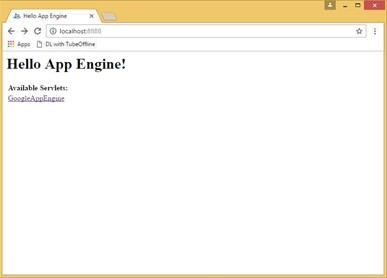 Hello App Engine
localhost:8888
Apps DL with TubeOffline
Hello App Engine!
Available Servlets:
GoogleAppEngine